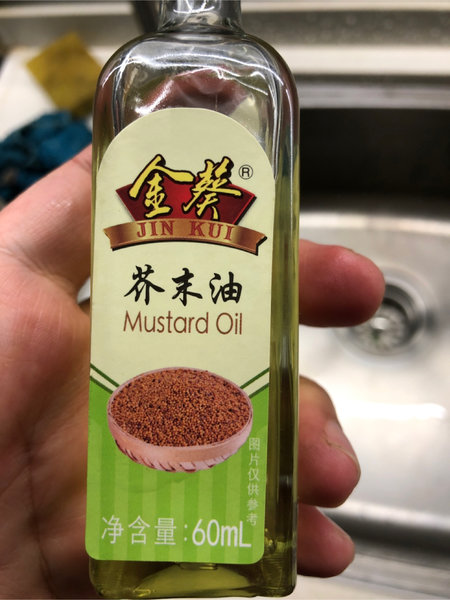 金葵®
JIN KUI
芥末油
Mustard Oil
图片仅供参考
净含量:60mL